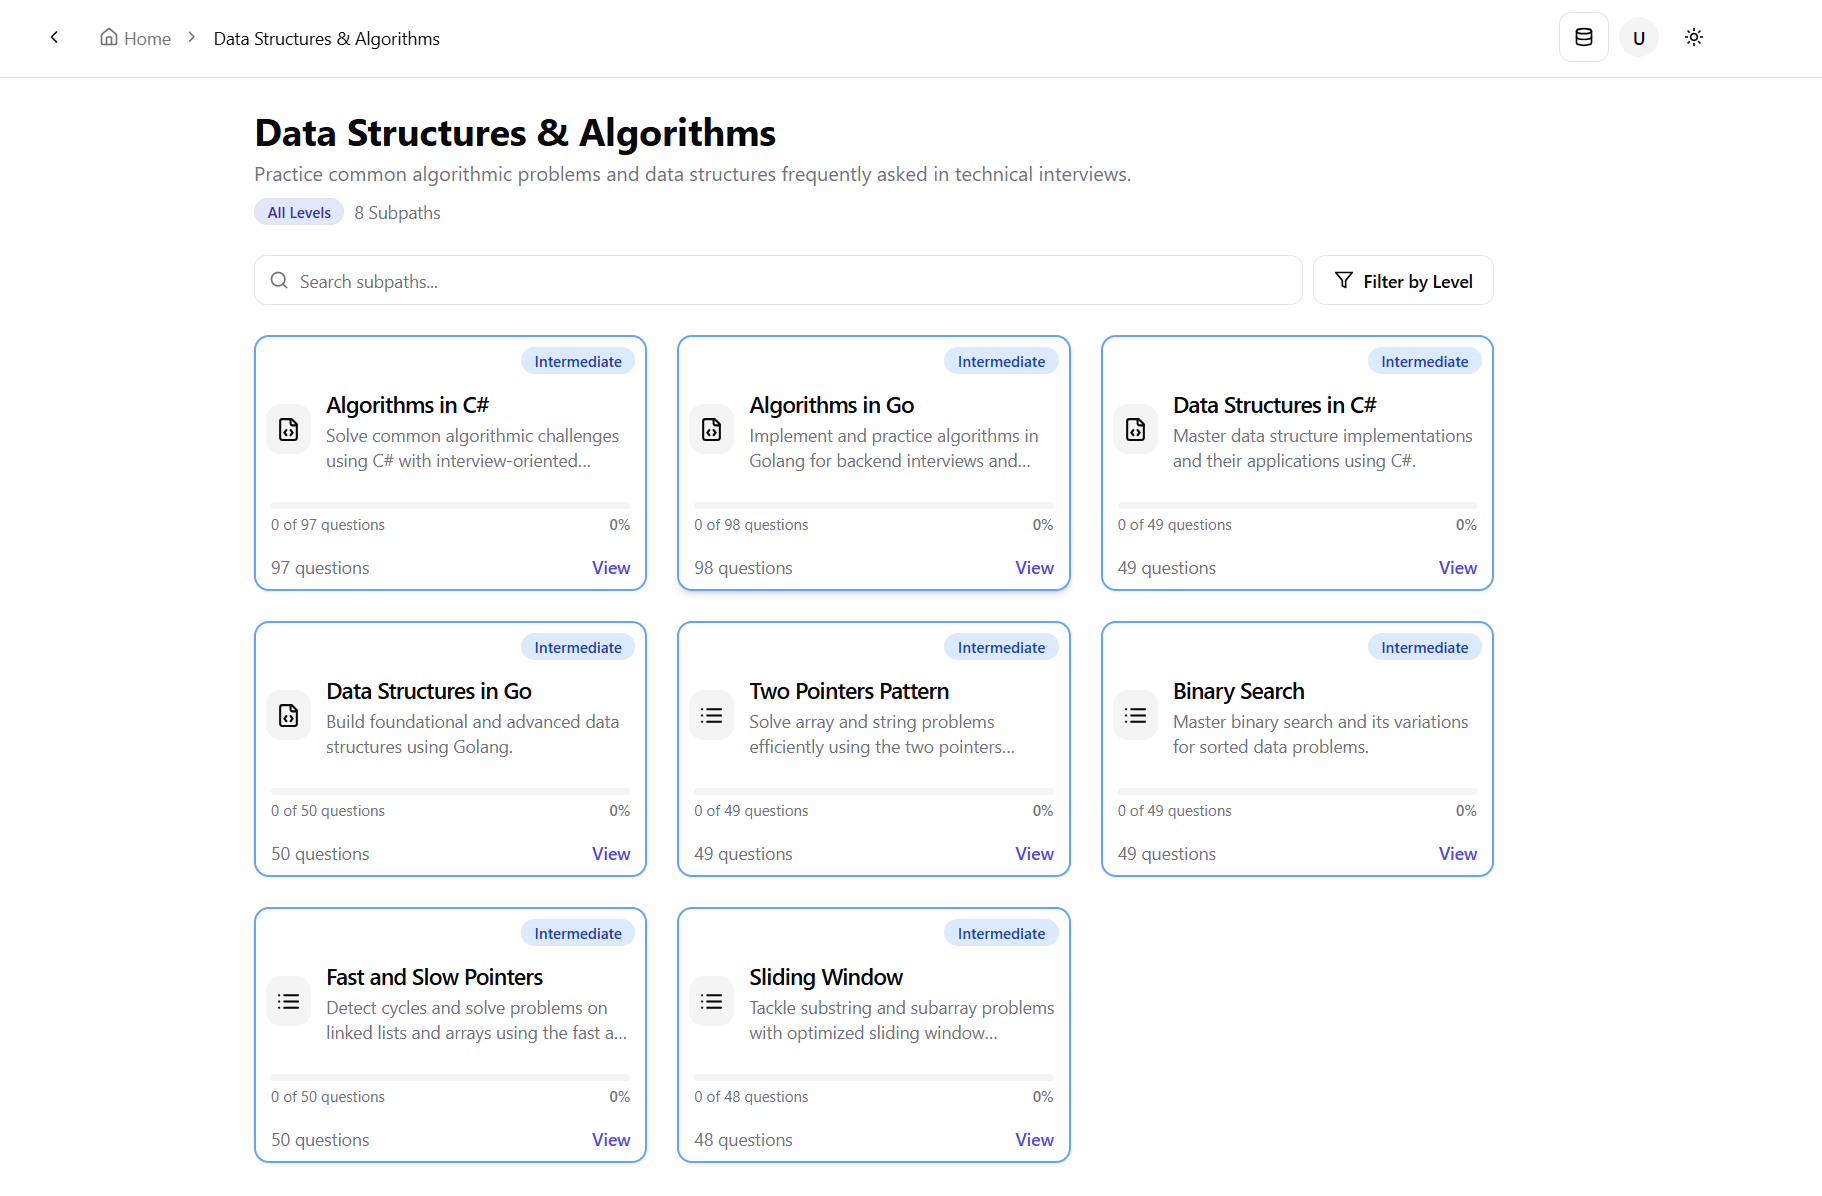 Home > Data Structures & Algorithms
U
Data Structures & Algorithms
Practice common algorithmic problems and data structures frequently asked in technical interviews.
All Levels 8 Subpaths
Search subpaths...
Filter by Level
Intermediate
Algorithms in C#
Solve common algorithmic challenges
using C# with interview-oriented...
0 of 97 questions 0%
97 questions View
Intermediate
Algorithms in Go
Implement and practice algorithms in
Golang for backend interviews and...
0 of 98 questions 0%
98 questions View
Intermediate
Data Structures in C#
Master data structure implementations
and their applications using C#.
0 of 49 questions 0%
49 questions View
Intermediate
Data Structures in Go
Build foundational and advanced data
structures using Golang.
0 of 50 questions 0%
50 questions View
Intermediate
Two Pointers Pattern
Solve array and string problems
efficiently using the two pointers...
0 of 49 questions 0%
49 questions View
Intermediate
Binary Search
Master binary search and its variations
for sorted data problems.
0 of 49 questions 0%
49 questions View
Intermediate
Fast and Slow Pointers
Detect cycles and solve problems on
linked lists and arrays using the fast a...
0 of 50 questions 0%
50 questions View
Intermediate
Sliding Window
Tackle substring and subarray problems
with optimized sliding window...
0 of 48 questions 0%
48 questions View